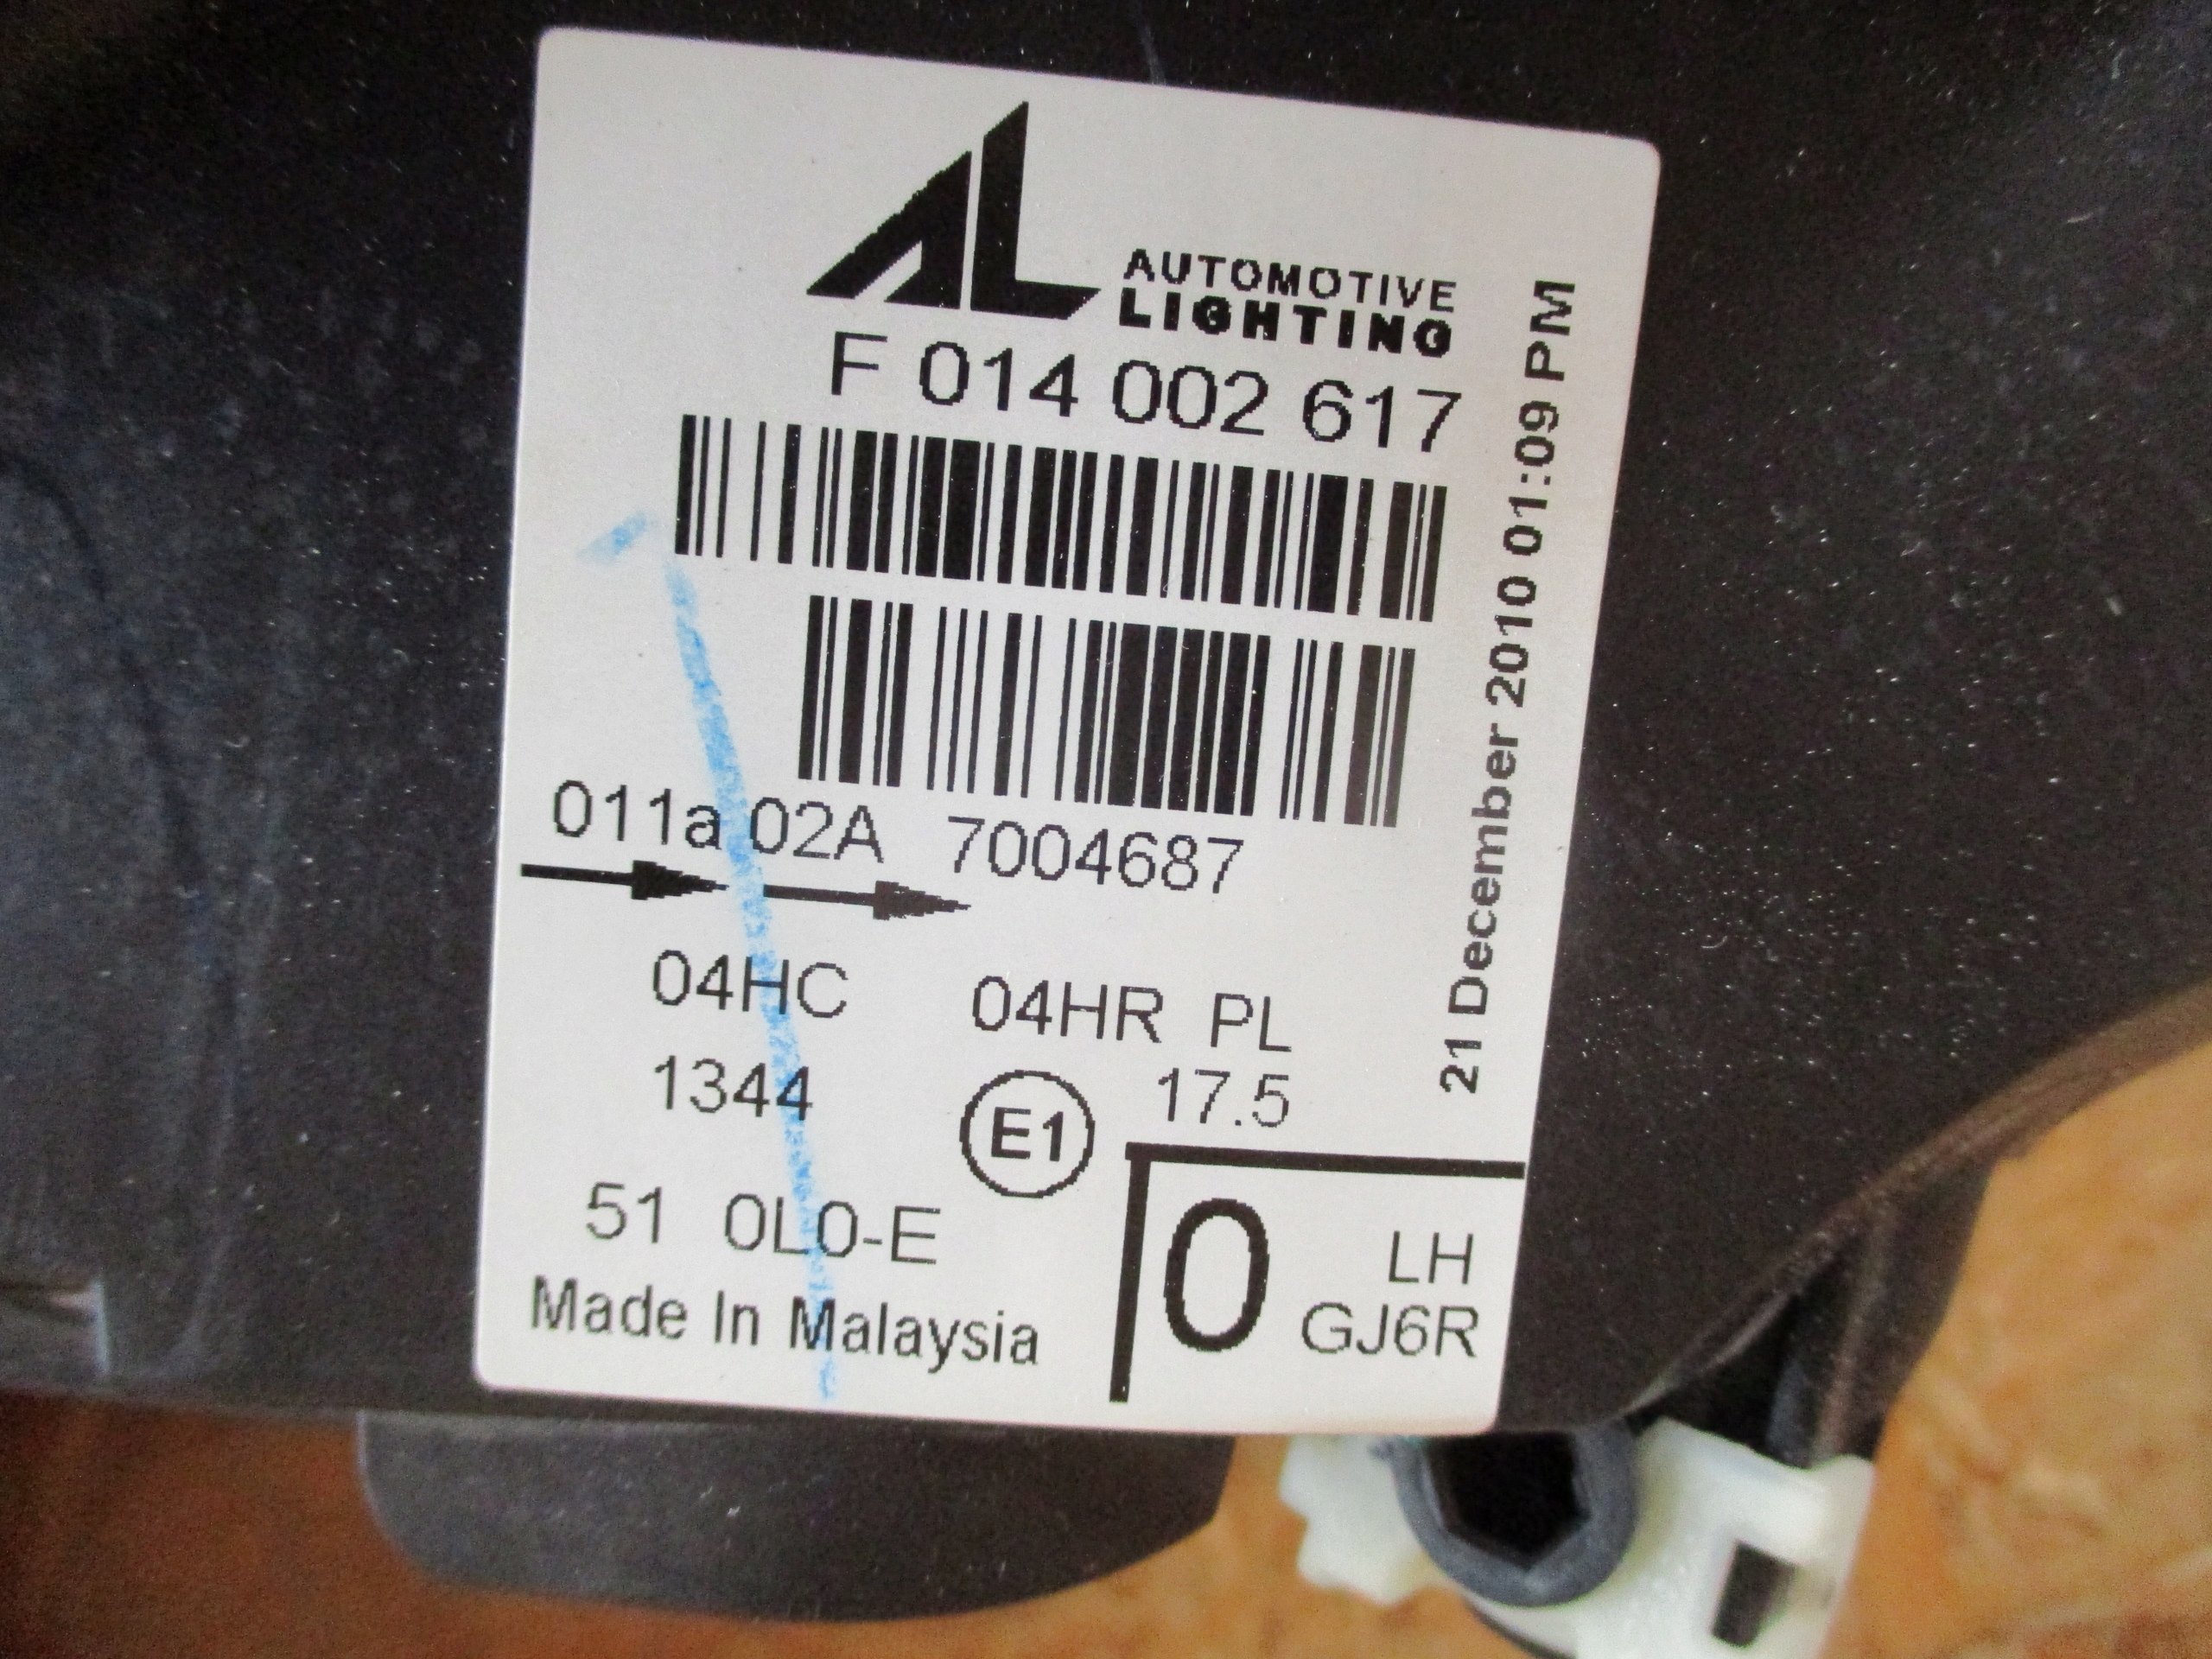 AL AUTOMOTIVE
LIGHTING
F 014 002 617
011a 02A 7004687
04HC 04HR PL
1344 E1 17.5
51 0L0-E
Made In Malaysia
0 LH
GJ6R
21 December 2010 01:09 PM